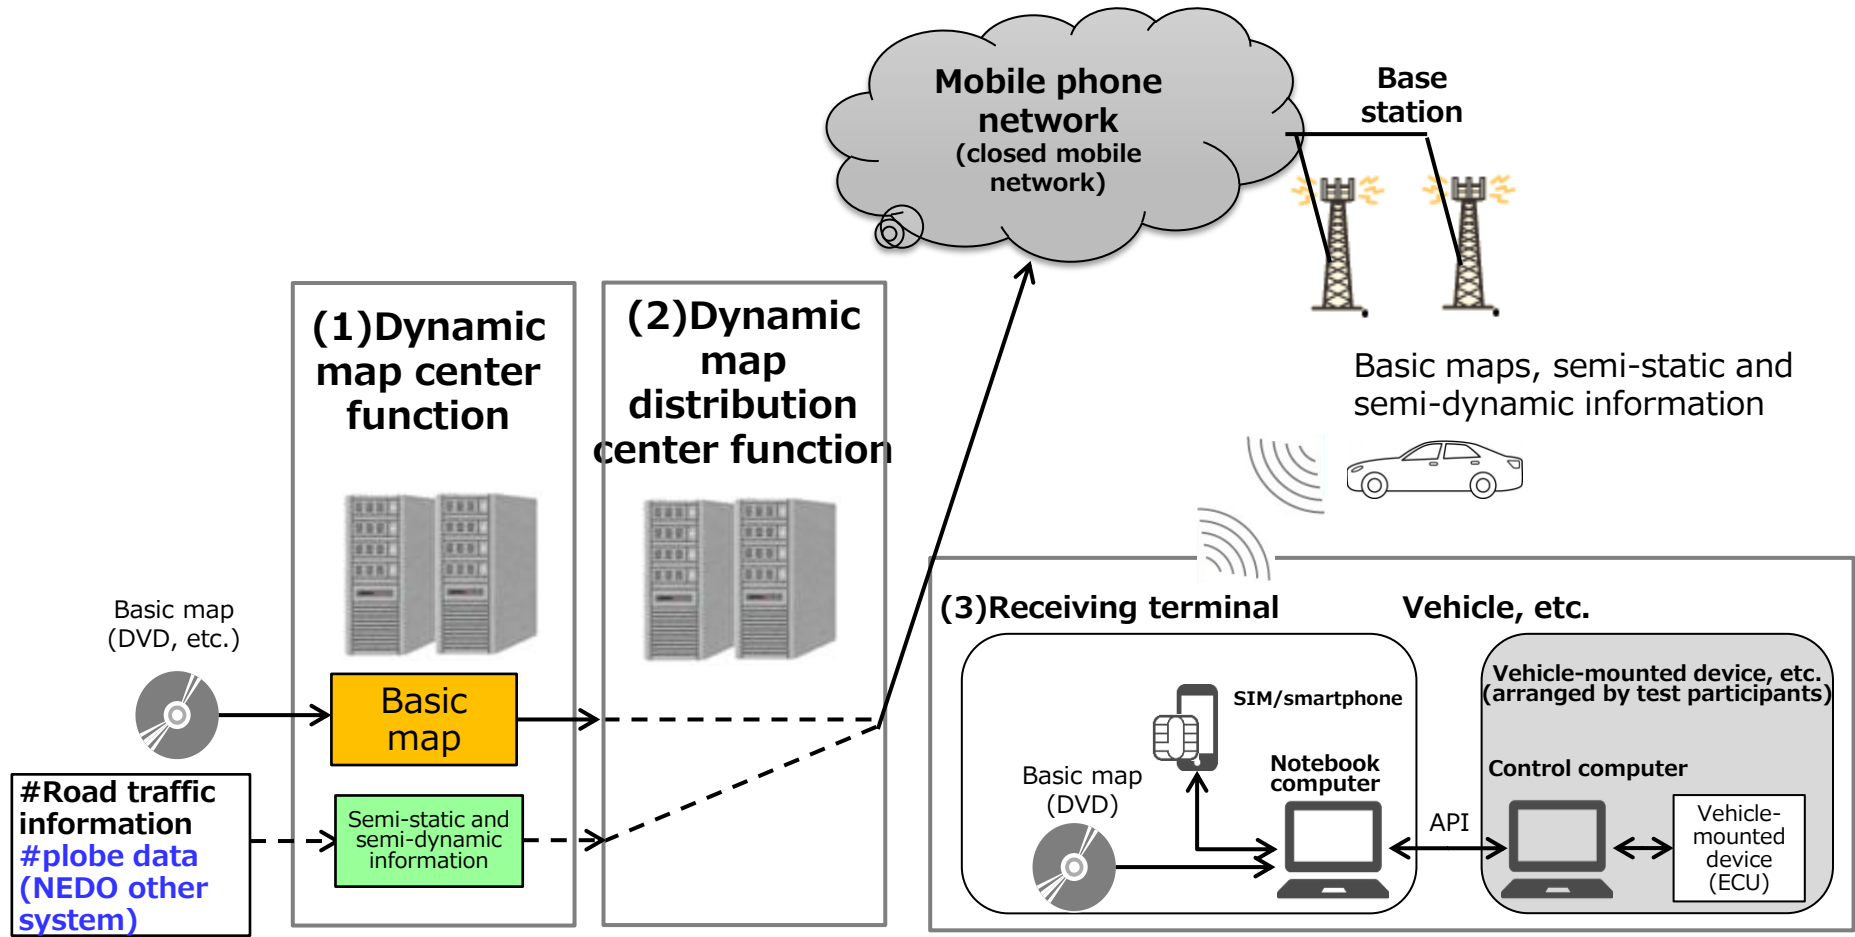 Mobile phone
network
(closed mobile
network)
Base
station
(1)Dynamic
map center
function
(2)Dynamic
map
distribution
center function
Basic maps, semi-static and
semi-dynamic information
Basic map
(DVD, etc.)
Basic
map
#Road traffic
information
#plobe data
(NEDO other
system)
Semi-static and
semi-dynamic
information
(3)Receiving terminal
Vehicle, etc.
SIM/smartphone
Notebook
computer
Basic map
(DVD)
API
Vehicle-mounted device, etc.
(arranged by test participants)
Control computer
Vehicle-
mounted
device
(ECU)